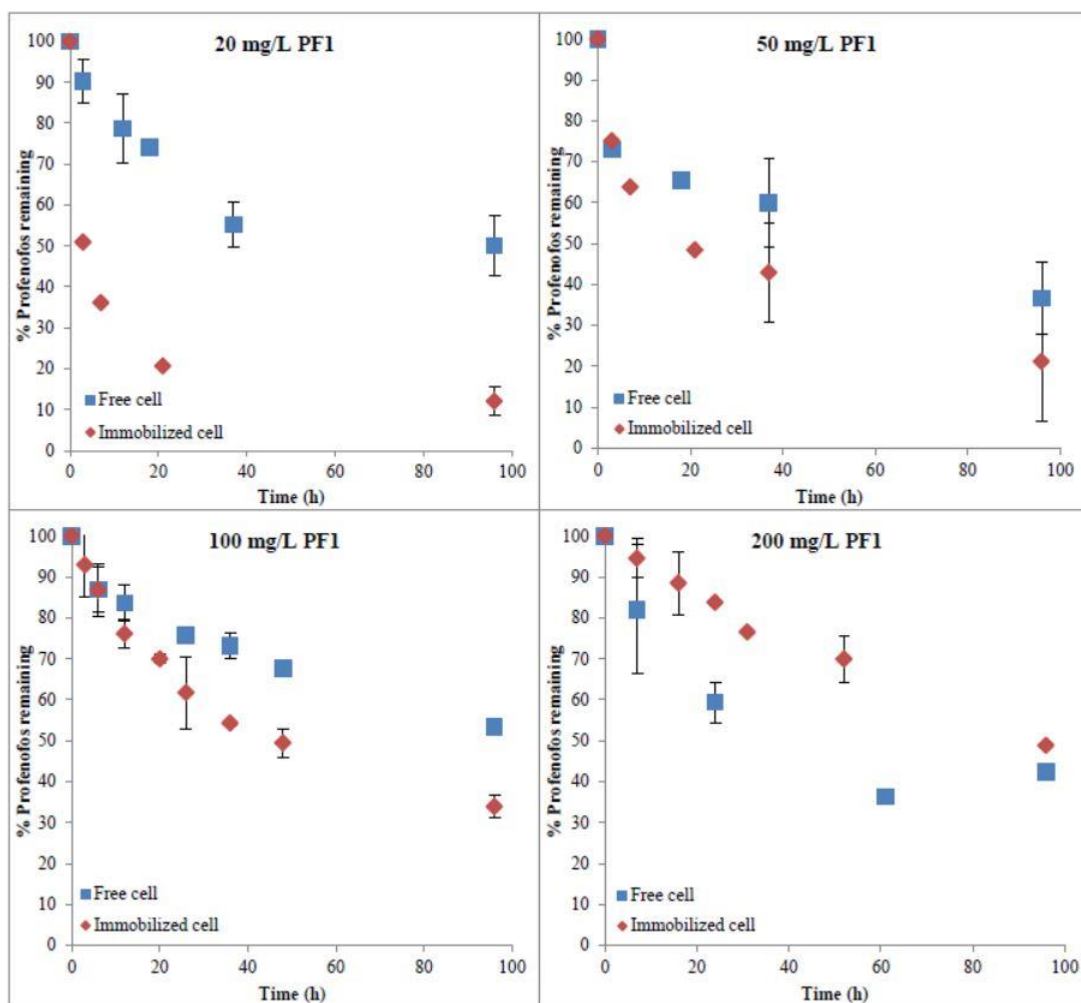 20 mg/L PF1
% Profenofos remaining
100
90
80
70
60
50
40
30
20
10
0
Free cell
Immobilized cell
0 20 40 60 80 100
Time (h)
50 mg/L PF1
% Profenofos remaining
100
90
80
70
60
50
40
30
20
10
0
Free cell
Immobilized cell
0 20 40 60 80 100
Time (h)
100 mg/L PF1
% Profenofos remaining
100
90
80
70
60
50
40
30
20
10
0
Free cell
Immobilized cell
0 20 40 60 80 100
Time (h)
200 mg/L PF1
% Profenofos remaining
100
90
80
70
60
50
40
30
20
10
0
Free cell
Immobilized cell
0 20 40 60 80 100
Time (h)